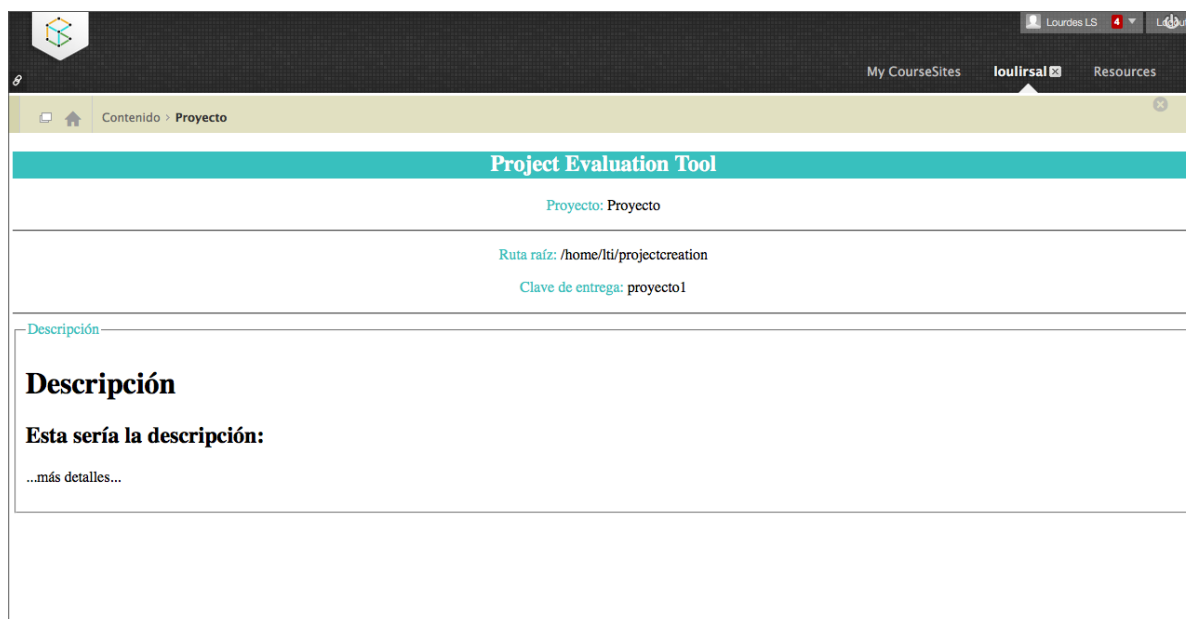 Lourdes LS 4 Logout
My CourseSites loulirsal Resources
Contenido > Proyecto
Project Evaluation Tool
Proyecto: Proyecto
Ruta raíz: /home/lti/projectcreation
Clave de entrega: proyecto1
Descripción
Descripción
Esta sería la descripción:
...más detalles...